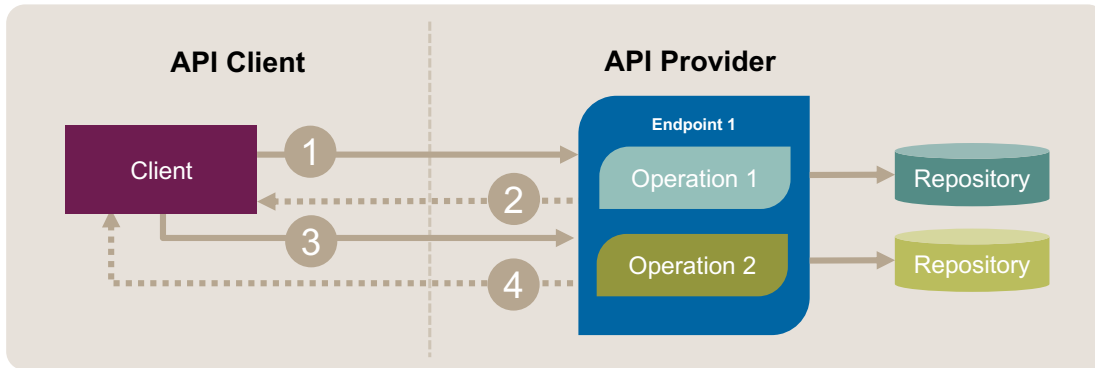 API Client
API Provider
Endpoint 1
1
Client
Operation 1
Repository
2
3
Operation 2
Repository
4